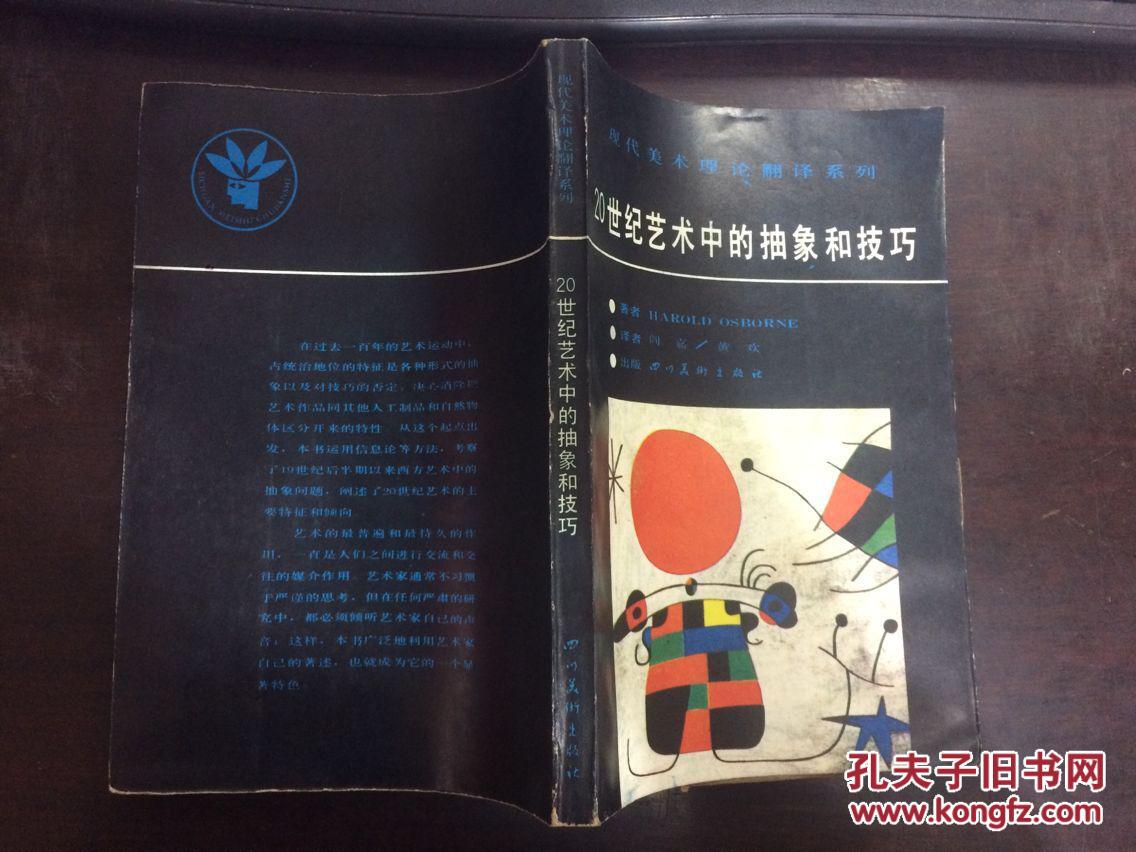 现代美术理论翻译系列
20世纪艺术中的抽象和技巧
著者 HAROLD OSBORNE
译者 闫嘉/黄欢
出版 四川美術出版社
现代美术理论翻译系列
20世纪艺术中的抽象和技巧
四川美術出版社
SICHUAN MEISHU CHUBANSHE
在过去一百年的艺术运动中,
占统治地位的特征是各种形式的抽
象以及对技巧的否定,决心消除把
艺术作品同其他人工制品和自然物
体区分开来的特性。从这个起点出
发,本书运用信息论等方法,考察
了19世纪后半期以来西方艺术中的
抽象问题,阐述了20世纪艺术的主
要特征和倾向。
艺术的最普遍和最持久的作
用,一直是人们之间进行交流和交
往的媒介作用。艺术家通常不习惯
于严谨的思考,但在任何严肃的研
究中,都必须倾听艺术家自己的声
音;这样,本书广泛地利用艺术家
自己的著述,也就成为它的一个显
著特色。
孔夫子旧书网
www.kongfz.com